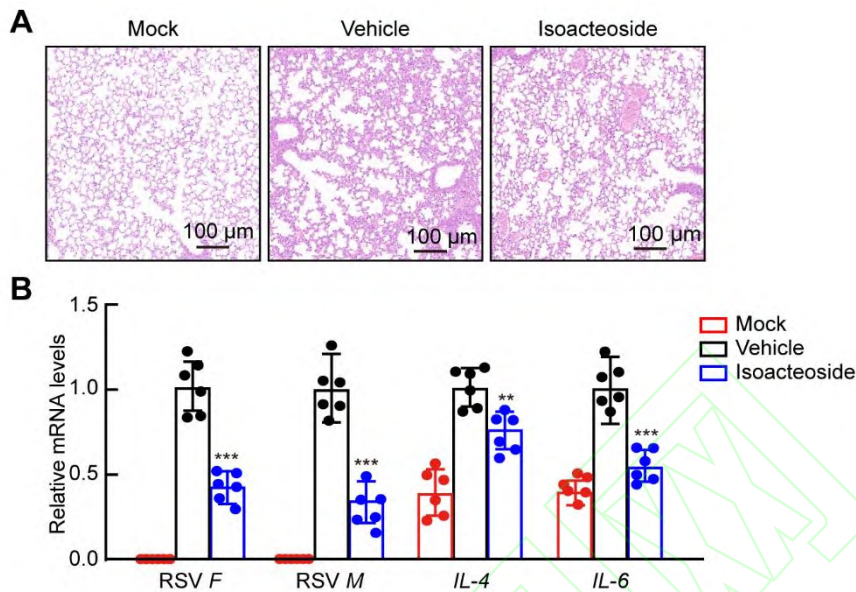 A
Mock Vehicle Isoacteoside
100 μm 100 μm 100 μm
B
Relative mRNA levels
1.5
1.0
0.5
0.0
Mock
Vehicle
Isoacteoside
*** *** ** ***
RSV F RSV M IL-4 IL-6